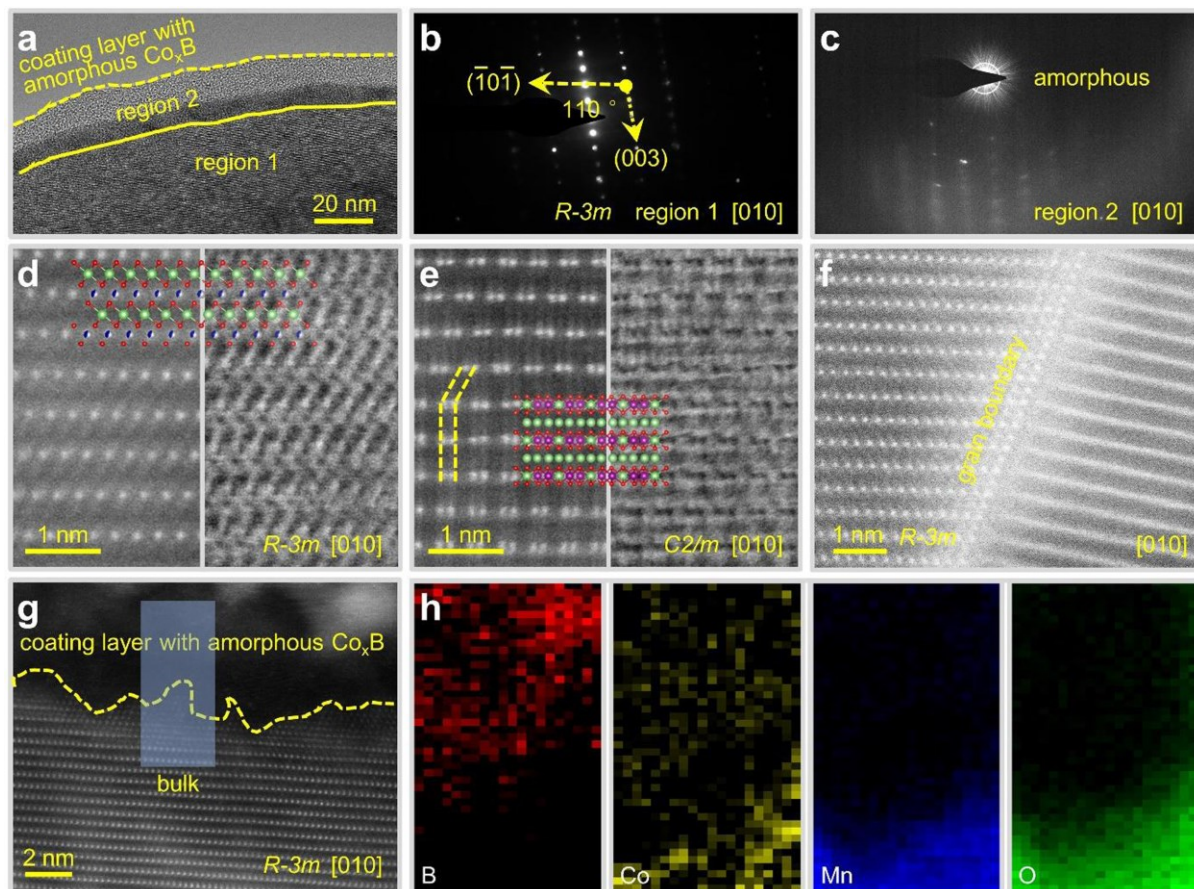 a
coating layer with
amorphous CoₓB
region 2
region 1
20 nm
b
(1̄01̄)
110 °
(003)
R-3m region 1 [010]
c
amorphous
region 2 [010]
d
1 nm
R-3m [010]
e
1 nm
C2/m [010]
f
grain boundary
1 nm R-3m [010]
g
coating layer with amorphous CoₓB
bulk
2 nm
R-3m [010]
h
B
Co
Mn
O